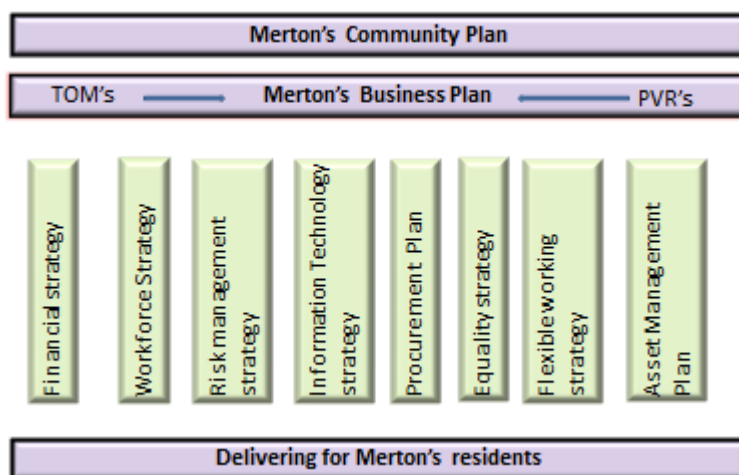 Merton's Community Plan
TOM's Merton's Business Plan PVR's
Financial strategy
Workforce Strategy
Risk management
strategy
Information Technology
strategy
Procurement Plan
Equality strategy
Flexible working
strategy
Asset Management
Plan
Delivering for Merton's residents